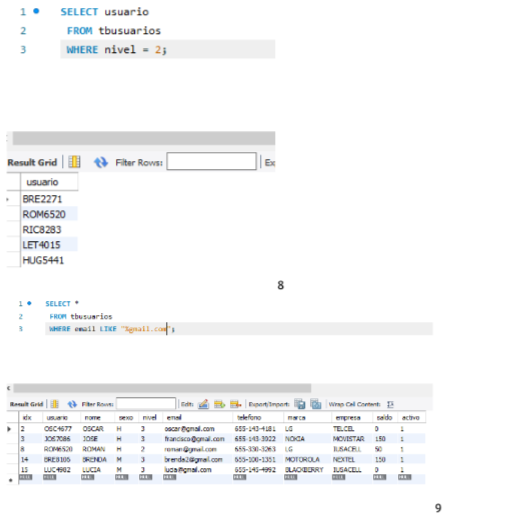 1 SELECT usuario
2 FROM tbusuarios
3 WHERE nivel = 2;
Result Grid Filter Rows: Ex
usuario
BRE2271
ROM6520
RIC8283
LET4015
HUG5441
8
1 SELECT *
2 FROM tbusuarios
3 WHERE email LIKE "%gmail.com";
Result Grid Filter Rows: Edit: Export/Import: Wrap Cell Content:
idx usuario nome sexo nivel email telefono marca empresa saldo activo
2 OSC4677 OSCAR H 3 oscar@gmail.com 655-143-4181 LG TELCEL 0 1
3 JOS7086 JOSE H 3 francisco@gmail.com 655-143-3922 NOKIA MOVISTAR 150 1
8 ROM6520 ROMAN H 2 roman@gmail.com 655-330-3263 LG IUSACELL 50 1
14 BRE8106 BRENDA M 3 brenda2@gmail.com 655-100-1351 MOTOROLA NEXTEL 150 1
15 LUC4982 LUCIA M 3 lucia@gmail.com 655-145-4992 BLACKBERRY IUSACELL 0 1
NULL NULL NULL NULL NULL NULL NULL NULL NULL NULL NULL
9